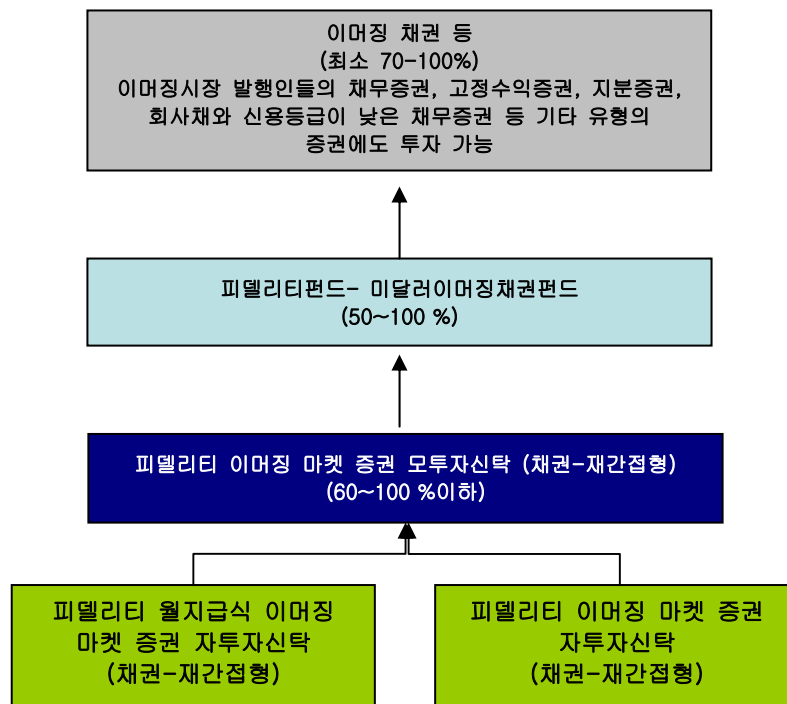 이머징 채권 등
(최소 70-100%)
이머징시장 발행인들의 채무증권, 고정수익증권, 지분증권,
회사채와 신용등급이 낮은 채무증권 등 기타 유형의
증권에도 투자 가능
피델리티펀드- 미달러이머징채권펀드
(50~100 %)
피델리티 이머징 마켓 증권 모투자신탁 (채권-재간접형)
(60~100 %이하)
피델리티 월지급식 이머징
마켓 증권 자투자신탁
(채권-재간접형)
피델리티 이머징 마켓 증권
자투자신탁
(채권-재간접형)